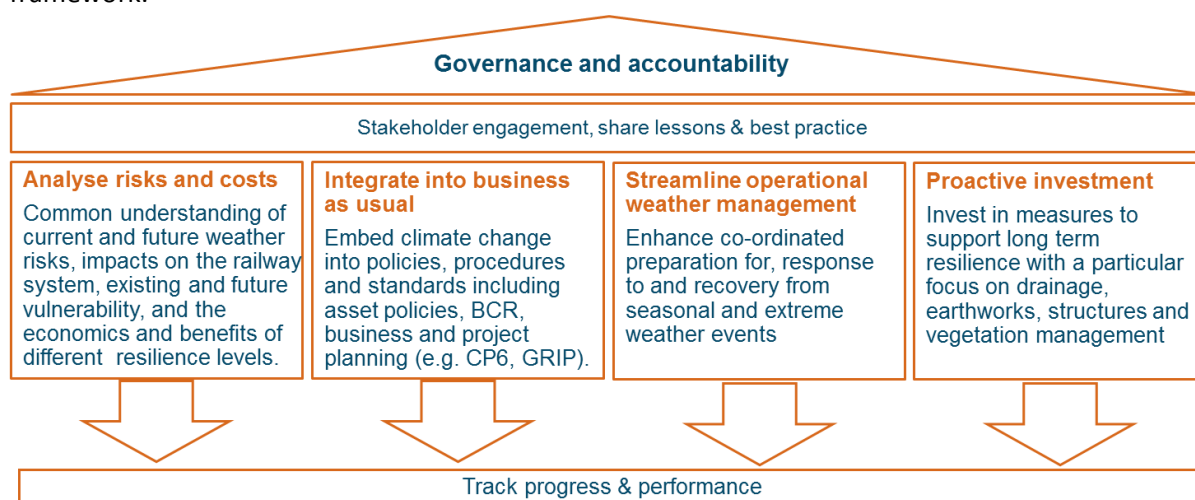 framework.
Governance and accountability
Stakeholder engagement, share lessons & best practice
Analyse risks and costs
Common understanding of
current and future weather
risks, impacts on the railway
system, existing and future
vulnerability, and the
economics and benefits of
different resilience levels.
Integrate into business
as usual
Embed climate change
into policies, procedures
and standards including
asset policies, BCR,
business and project
planning (e.g. CP6, GRIP).
Streamline operational
weather management
Enhance co-ordinated
preparation for, response
to and recovery from
seasonal and extreme
weather events
Proactive investment
Invest in measures to
support long term
resilience with a particular
focus on drainage,
earthworks, structures and
vegetation management
Track progress & performance